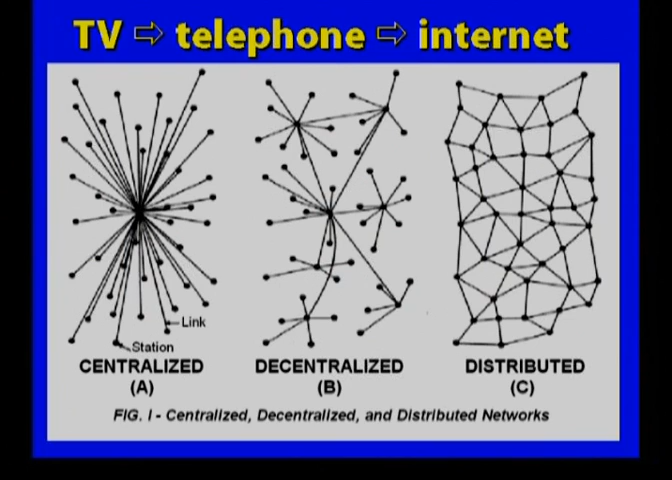 TV ⇨ telephone ⇨ internet
Link
Station
CENTRALIZED
(A)
DECENTRALIZED
(B)
DISTRIBUTED
(C)
FIG. I - Centralized, Decentralized, and Distributed Networks